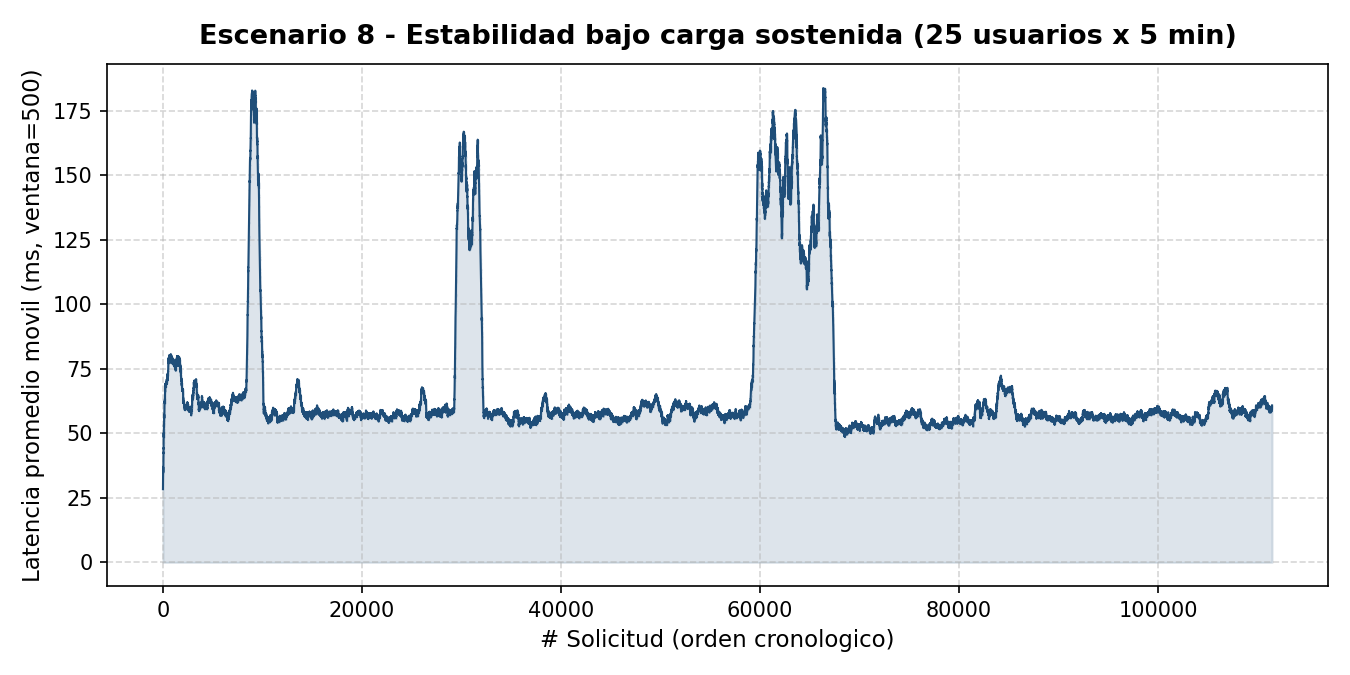 Escenario 8 - Estabilidad bajo carga sostenida (25 usuarios x 5 min)
Latencia promedio movil (ms, ventana=500)
175
150
125
100
75
50
25
0
0 20000 40000 60000 80000 100000
# Solicitud (orden cronologico)